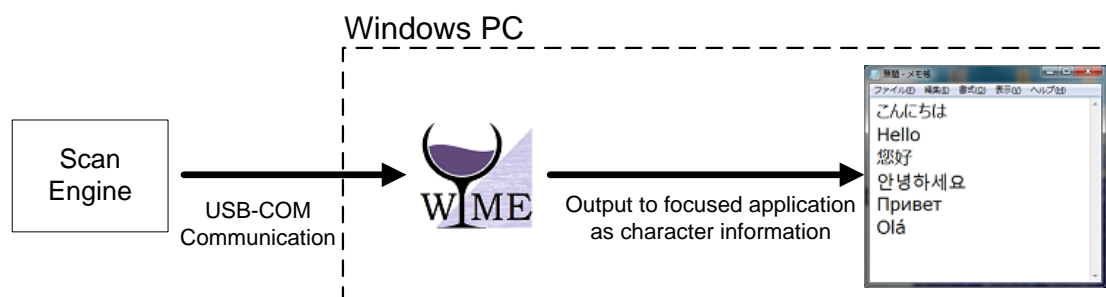 Windows PC
Scan
Engine
USB-COM
Communication
WIME
Output to focused application
as character information
無題 - メモ帳
ファイル(F) 編集(E) 書式(O) 表示(V) ヘルプ(H)
こんにちは
Hello
您好
안녕하세요
Привет
Olá